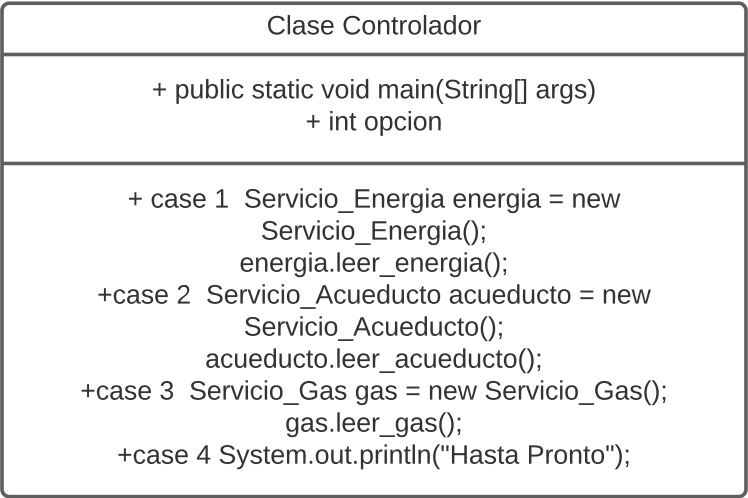 Clase Controlador
+ public static void main(String[] args)
+ int opcion
+ case 1  Servicio_Energia energia = new
Servicio_Energia();
energia.leer_energia();
+case 2  Servicio_Acueducto acueducto = new
Servicio_Acueducto();
acueducto.leer_acueducto();
+case 3  Servicio_Gas gas = new Servicio_Gas();
gas.leer_gas();
+case 4 System.out.println("Hasta Pronto");